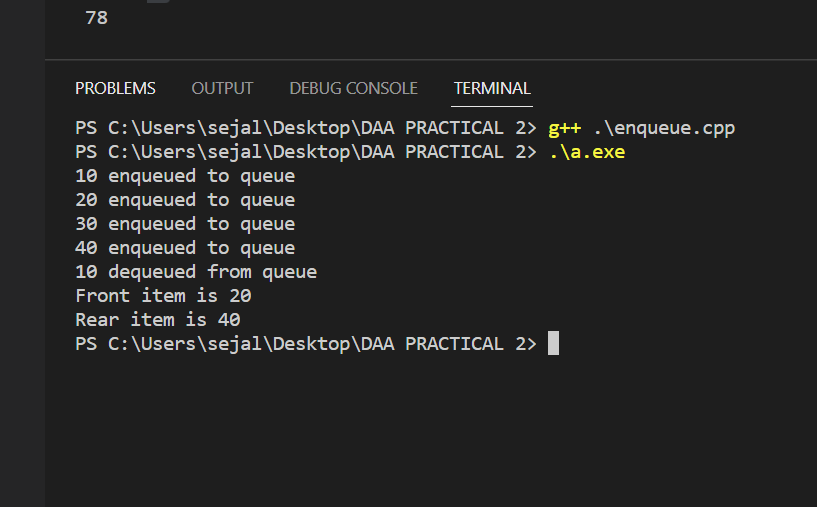 78
PROBLEMS OUTPUT DEBUG CONSOLE TERMINAL
PS C:\Users\sejal\Desktop\DAA PRACTICAL 2> g++ .\enqueue.cpp
PS C:\Users\sejal\Desktop\DAA PRACTICAL 2> .\a.exe
10 enqueued to queue
20 enqueued to queue
30 enqueued to queue
40 enqueued to queue
10 dequeued from queue
Front item is 20
Rear item is 40
PS C:\Users\sejal\Desktop\DAA PRACTICAL 2>